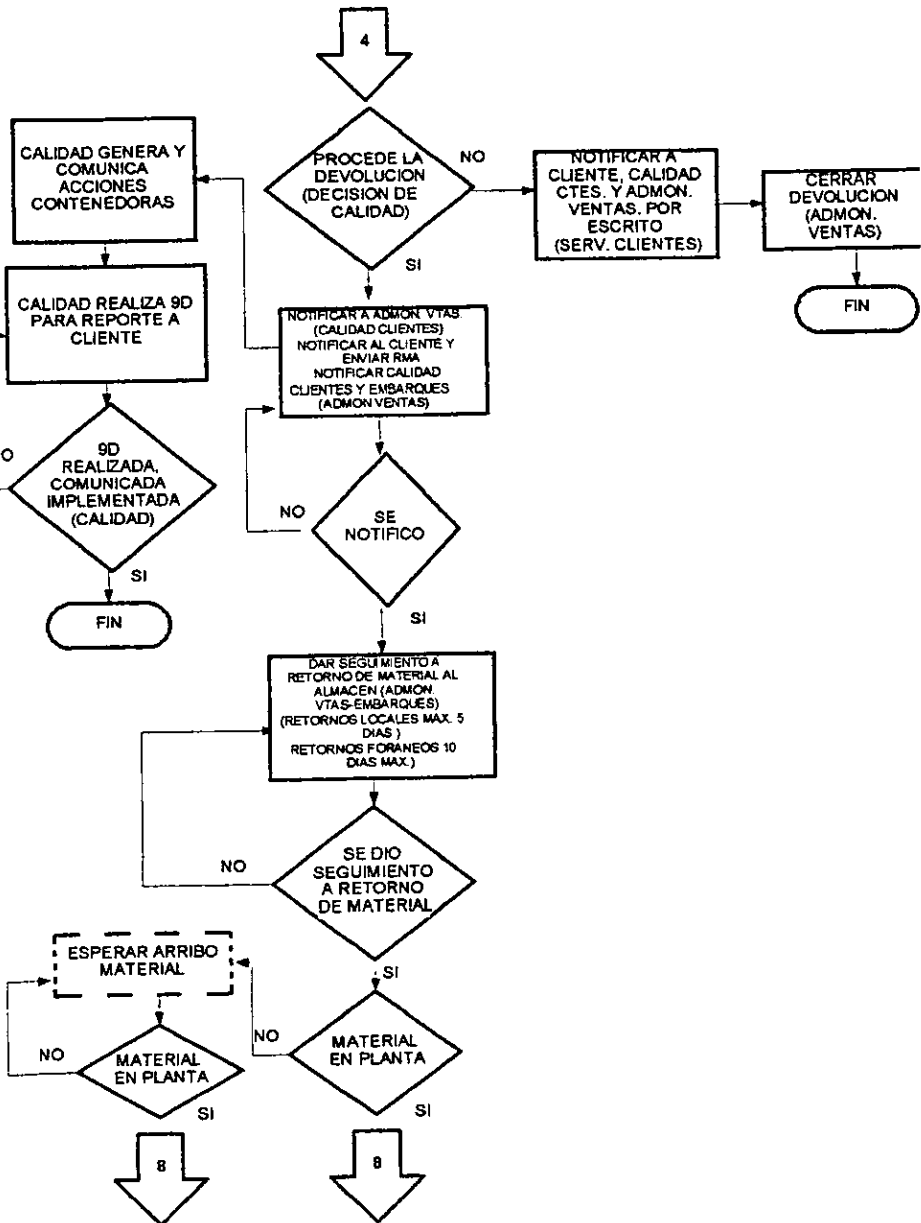 4
PROCEDE LA
DEVOLUCION
(DECISION DE
CALIDAD)
NO
SI
NOTIFICAR A
CLIENTE, CALIDAD
CTES. Y ADMON.
VENTAS. POR
ESCRITO
(SERV. CLIENTES)
CERRAR
DEVOLUCION
(ADMON.
VENTAS)
FIN
CALIDAD GENERA Y
COMUNICA
ACCIONES
CONTENEDORAS
CALIDAD REALIZA 9D
PARA REPORTE A
CLIENTE
9D
REALIZADA,
COMUNICADA
IMPLEMENTADA
(CALIDAD)
O
SI
FIN
NOTIFICAR A ADMON. VTAS.
(CALIDAD CLIENTES)
NOTIFICAR AL CLIENTE Y
ENVIAR RMA
NOTIFICAR CALIDAD
CLIENTES Y EMBARQUES
(ADMON VENTAS)
SE
NOTIFICO
NO
SI
DAR SEGUIMIENTO A
RETORNO DE MATERIAL AL
ALMACEN (ADMON.
VTAS-EMBARQUES)
(RETORNOS LOCALES MAX. 5
DIAS )
RETORNOS FORANEOS 10
DIAS MAX.)
SE DIO
SEGUIMIENTO
A RETORNO
DE MATERIAL
NO
SI
ESPERAR ARRIBO
MATERIAL
MATERIAL
EN PLANTA
NO
SI
MATERIAL
EN PLANTA
NO
SI
8
8